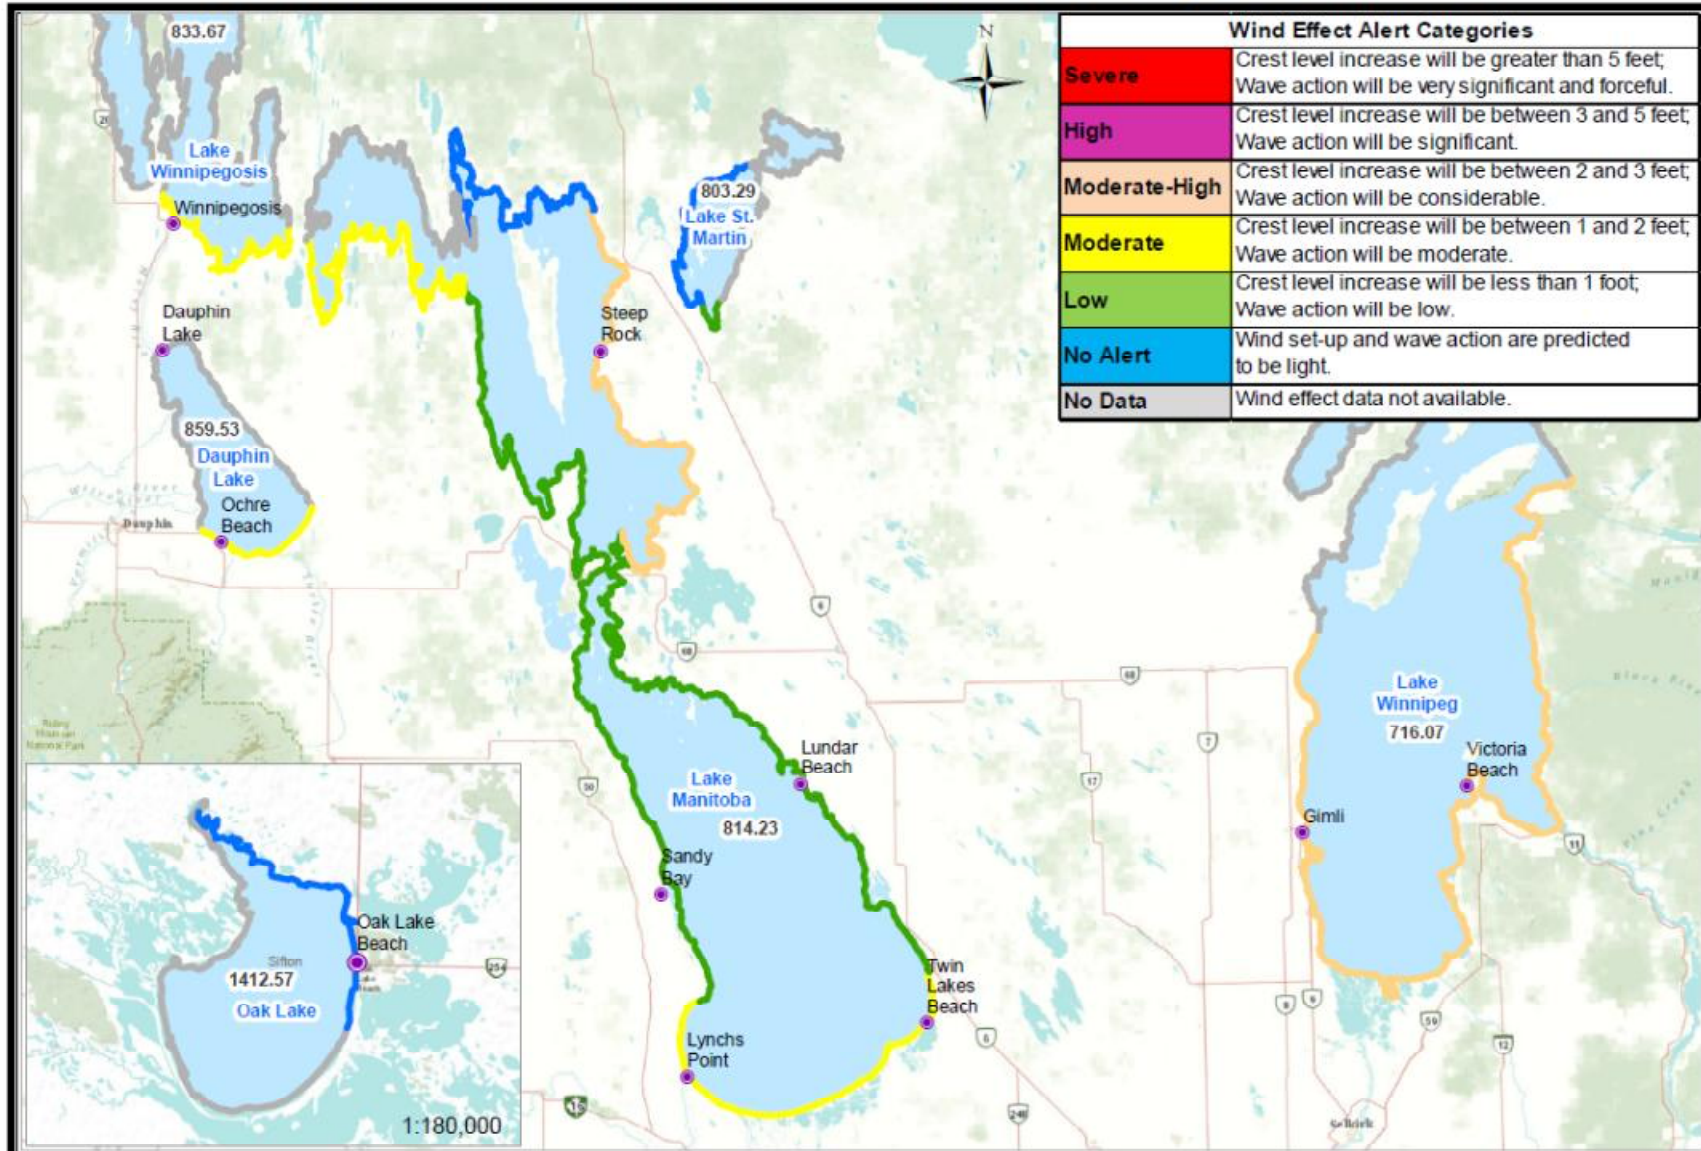 833.67
N
Wind Effect Alert Categories
Severe
Crest level increase will be greater than 5 feet;
Wave action will be very significant and forceful.
High
Crest level increase will be between 3 and 5 feet;
Wave action will be significant.
Moderate-High
Crest level increase will be between 2 and 3 feet;
Wave action will be considerable.
Moderate
Crest level increase will be between 1 and 2 feet;
Wave action will be moderate.
Low
Crest level increase will be less than 1 foot;
Wave action will be low.
No Alert
Wind set-up and wave action are predicted
to be light.
No Data
Wind effect data not available.
Lake
Winnipegosis
Winnipegosis
803.29
Lake St.
Martin
Dauphin
Lake
Steep
Rock
859.53
Dauphin
Lake
Ochre
Beach
Dauphin
6
68
68
Lake
Winnipeg
716.07
Victoria
Beach
7
17
Gimli
11
Riding
Mountain
National Park
50
Lundar
Beach
Lake
Manitoba
814.23
Sandy
Bay
Oak Lake
Beach
Sifton
1412.57
Oak Lake
254
1:180,000
Twin
Lakes
Beach
Lynchs
Point
6
16
248
59
12
Selkirk